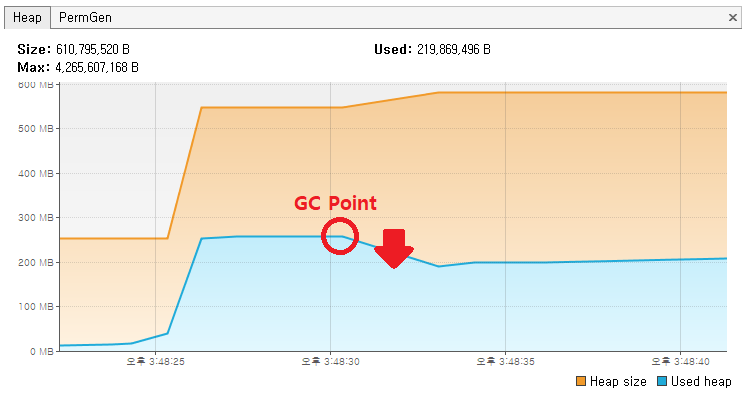 Heap PermGen ×
Size: 610,795,520 B Used: 219,869,496 B
Max: 4,265,607,168 B
600 MB
500 MB
400 MB
300 MB
200 MB
100 MB
0 MB
GC Point
오후 3:48:25 오후 3:48:30 오후 3:48:35 오후 3:48:40
Heap size Used heap